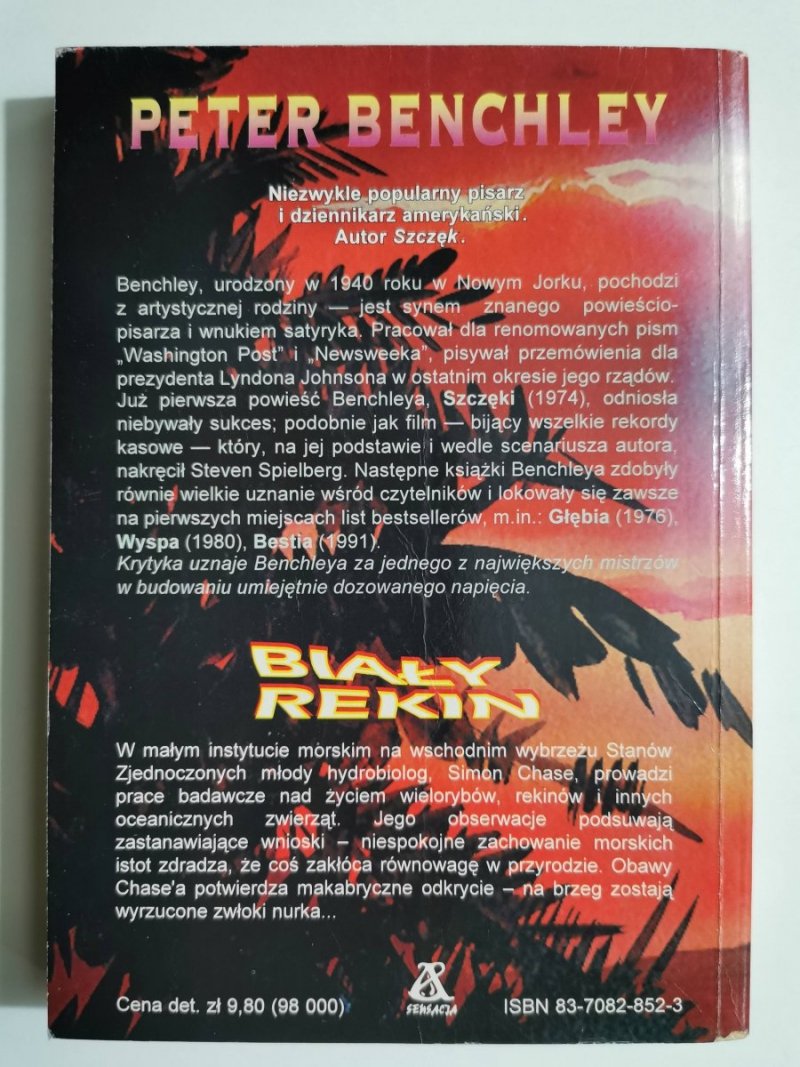 PETER BENCHLEY
Niezwykle popularny pisarz
i dziennikarz amerykański.
Autor Szczęk.
Benchley, urodzony w 1940 roku w Nowym Jorku, pochodzi
z artystycznej rodziny — jest synem znanego powieścio-
pisarza i wnukiem satyryka. Pracował dla renomowanych pism
„Washington Post” i „Newsweeka”, pisywał przemówienia dla
prezydenta Lyndona Johnsona w ostatnim okresie jego rządów.
Już pierwsza powieść Benchleya, Szczęki (1974), odniosła
niebywały sukces; podobnie jak film — bijący wszelkie rekordy
kasowe — który, na jej podstawie i wedle scenariusza autora,
nakręcił Steven Spielberg. Następne książki Benchleya zdobyły
równie wielkie uznanie wśród czytelników i lokowały się zawsze
na pierwszych miejscach list bestsellerów, m.in.: Głębia (1976),
Wyspa (1980), Bestia (1991).
Krytyka uznaje Benchleya za jednego z największych mistrzów
w budowaniu umiejętnie dozowanego napięcia.
BIAŁY
REKIN
W małym instytucie morskim na wschodnim wybrzeżu Stanów
Zjednoczonych młody hydrobiolog, Simon Chase, prowadzi
prace badawcze nad życiem wielorybów, rekinów i innych
oceanicznych zwierząt. Jego obserwacje podsuwają
zastanawiające wnioski – niespokojne zachowanie morskich
istot zdradza, że coś zakłóca równowagę w przyrodzie. Obawy
Chase'a potwierdza makabryczne odkrycie – na brzeg zostają
wyrzucone zwłoki nurka...
Cena det. zł 9,80 (98 000)
SENSACJA
ISBN 83-7082-852-3